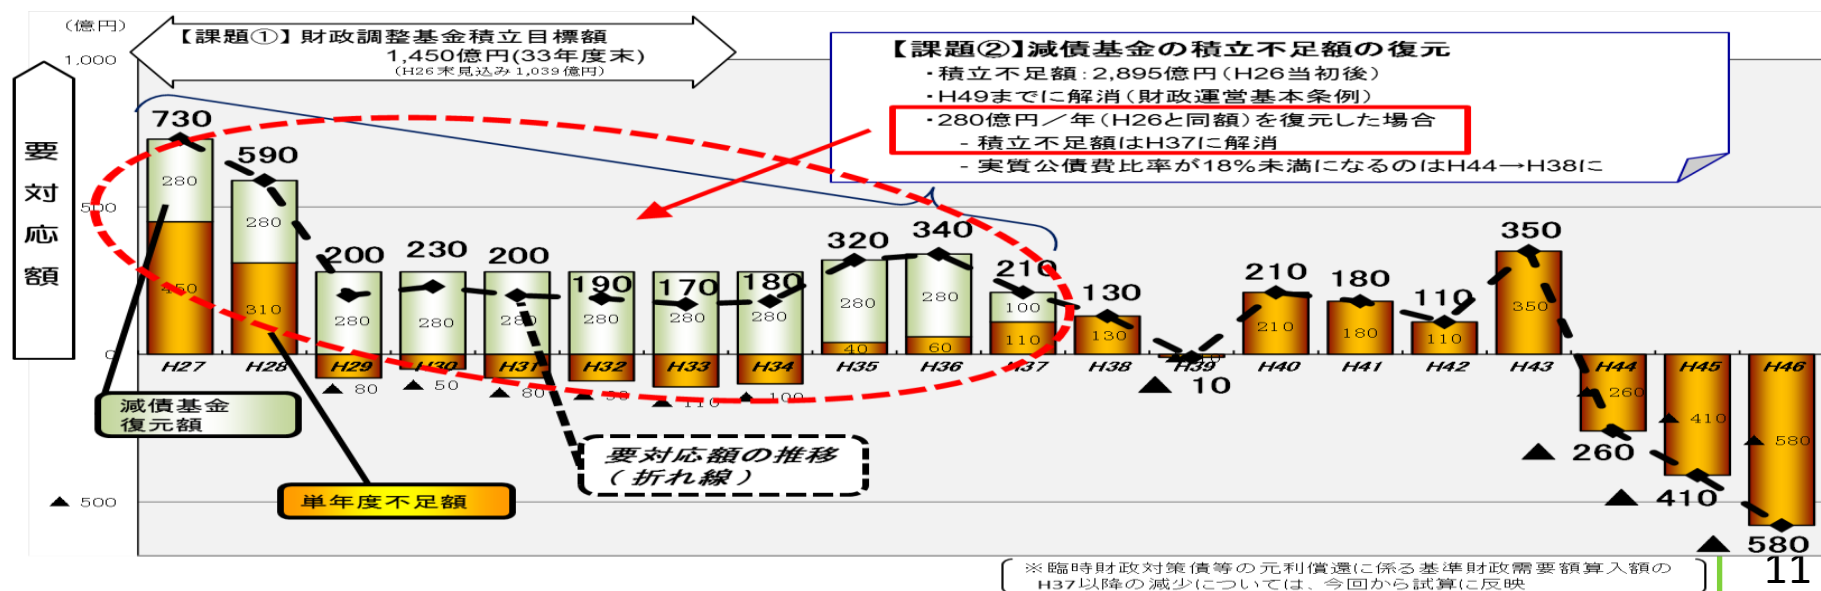 (億円)
【課題①】財政調整基金積立目標額
1,450億円(33年度末)
(H26末見込み1,039億円)
【課題②】減債基金の積立不足額の復元
・積立不足額：2,895億円（H26当初後）
・H49までに解消（財政運営基本条例）
・280億円／年（H26と同額）を復元した場合
- 積立不足額はH37に解消
- 実質公債費比率が18%未満になるのはH44→H38に
要対応額
1,000
500
0
▲ 500
730 590 200 230 200 190 170 180 320 340 210 130 ▲ 10 210 180 110 350 ▲ 260 ▲ 410 ▲ 580
280 280 280 280 280 280 280 280 280 280 100
450 310 ▲ 80 ▲ 50 ▲ 80 ▲ 90 ▲ 110 ▲ 100 40 60 110 130 210 180 110 350 ▲ 260 ▲ 410 ▲ 580
H27 H28 H29 H30 H31 H32 H33 H34 H35 H36 H37 H38 H39 H40 H41 H42 H43 H44 H45 H46
減債基金
復元額
単年度不足額
要対応額の推移
（折れ線）
※臨時財政対策債等の元利償還に係る基準財政需要額算入額の
H37以降の減少については、今回から試算に反映
11